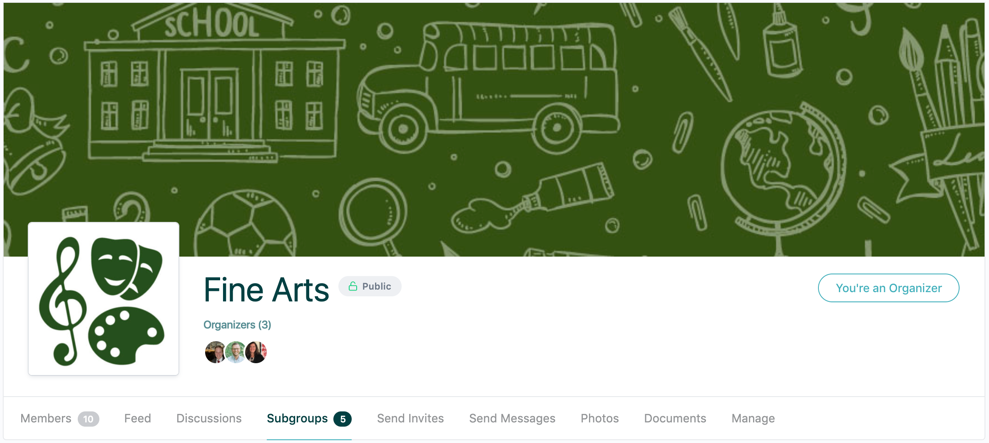 SCHOOL
Fine Arts
Public
You're an Organizer
Organizers (3)
Members 10 Feed Discussions Subgroups 5 Send Invites Send Messages Photos Documents Manage